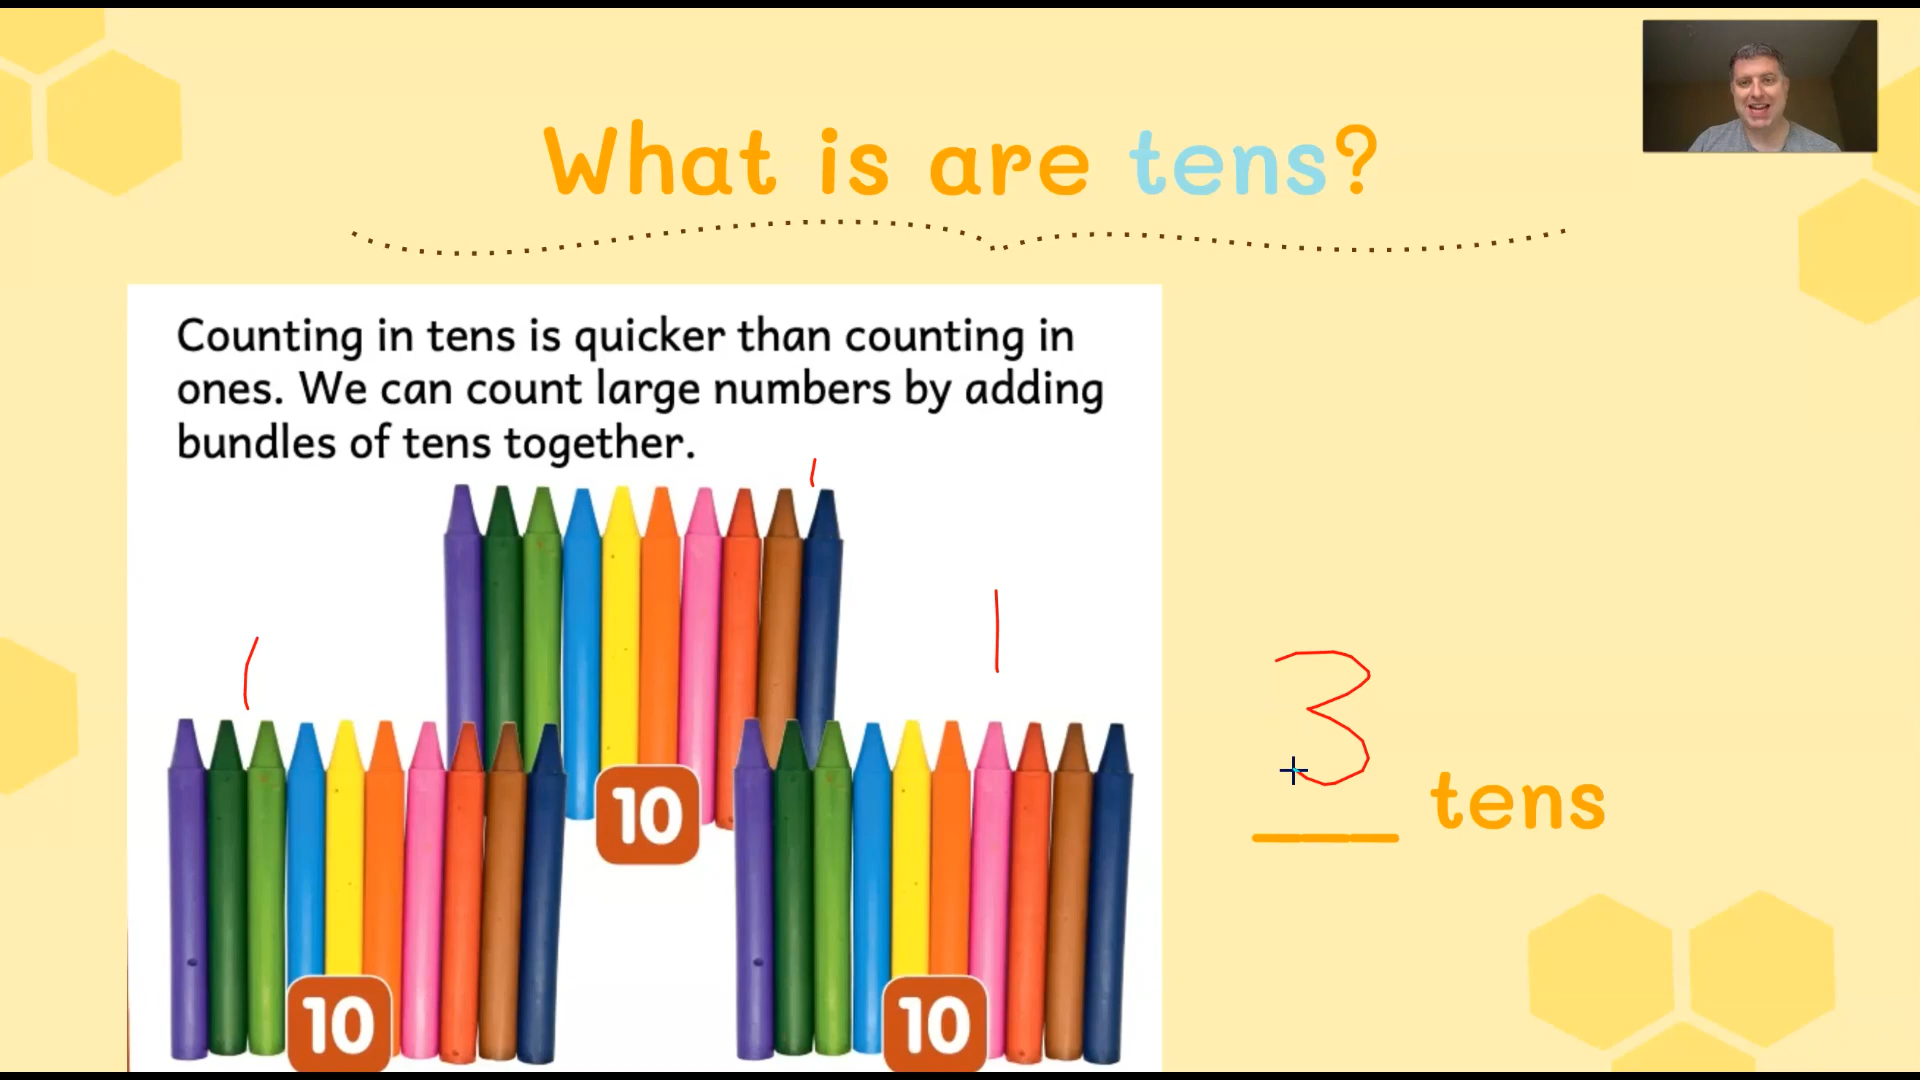 What is are tens?
Counting in tens is quicker than counting in
ones. We can count large numbers by adding
bundles of tens together.
10
10
10
3
___ tens